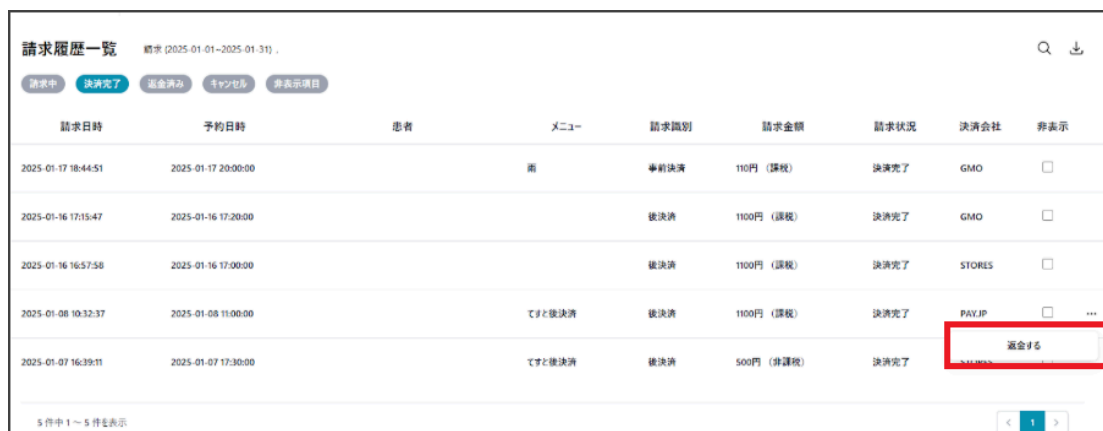 請求履歴一覧 請求 (2025-01-01~2025-01-31) .
請求中 決済完了 返金済み キャンセル 非表示項目
請求日時 予約日時 患者 メニュー 請求識別 請求金額 請求状況 決済会社 非表示
2025-01-17 18:44:51 2025-01-17 20:00:00 雨 事前決済 110円 (課税) 決済完了 GMO
2025-01-16 17:15:47 2025-01-16 17:20:00 後決済 1100円 (課税) 決済完了 GMO
2025-01-16 16:57:58 2025-01-16 17:00:00 後決済 1100円 (課税) 決済完了 STORES
2025-01-08 10:32:37 2025-01-08 11:00:00 てすと後決済 後決済 1100円 (課税) 決済完了 PAY.JP ...
返金する
2025-01-07 16:39:11 2025-01-07 17:30:00 てすと後決済 後決済 500円 (非課税) 決済完了
5 件中 1 ~ 5 件を表示 < 1 >